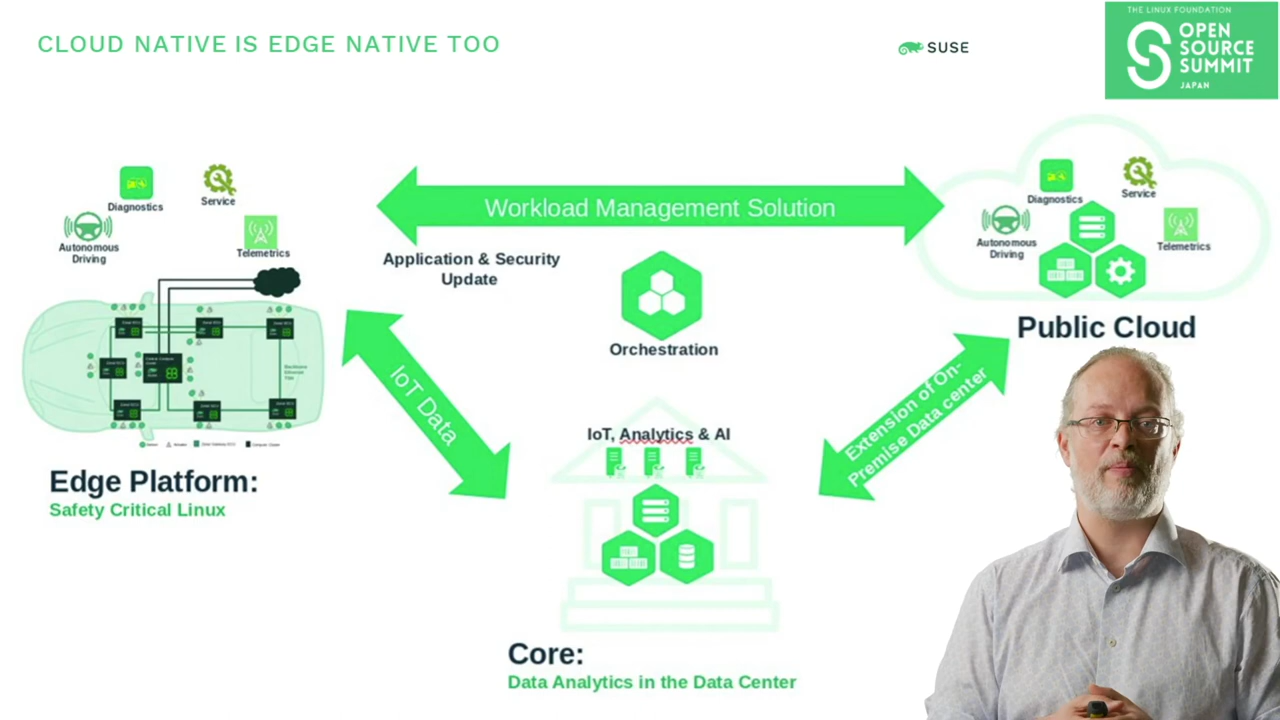 CLOUD NATIVE IS EDGE NATIVE TOO
SUSE
THE LINUX FOUNDATION
OPEN
SOURCE
SUMMIT
JAPAN
Diagnostics
Service
Autonomous
Driving
Telemetrics
Workload Management Solution
Application & Security
Update
Orchestration
Diagnostics
Service
Autonomous
Driving
Telemetrics
Public Cloud
IoT Data
Extension of On-
Premise Data center
IoT, Analytics & AI
Edge Platform:
Safety Critical Linux
Core:
Data Analytics in the Data Center